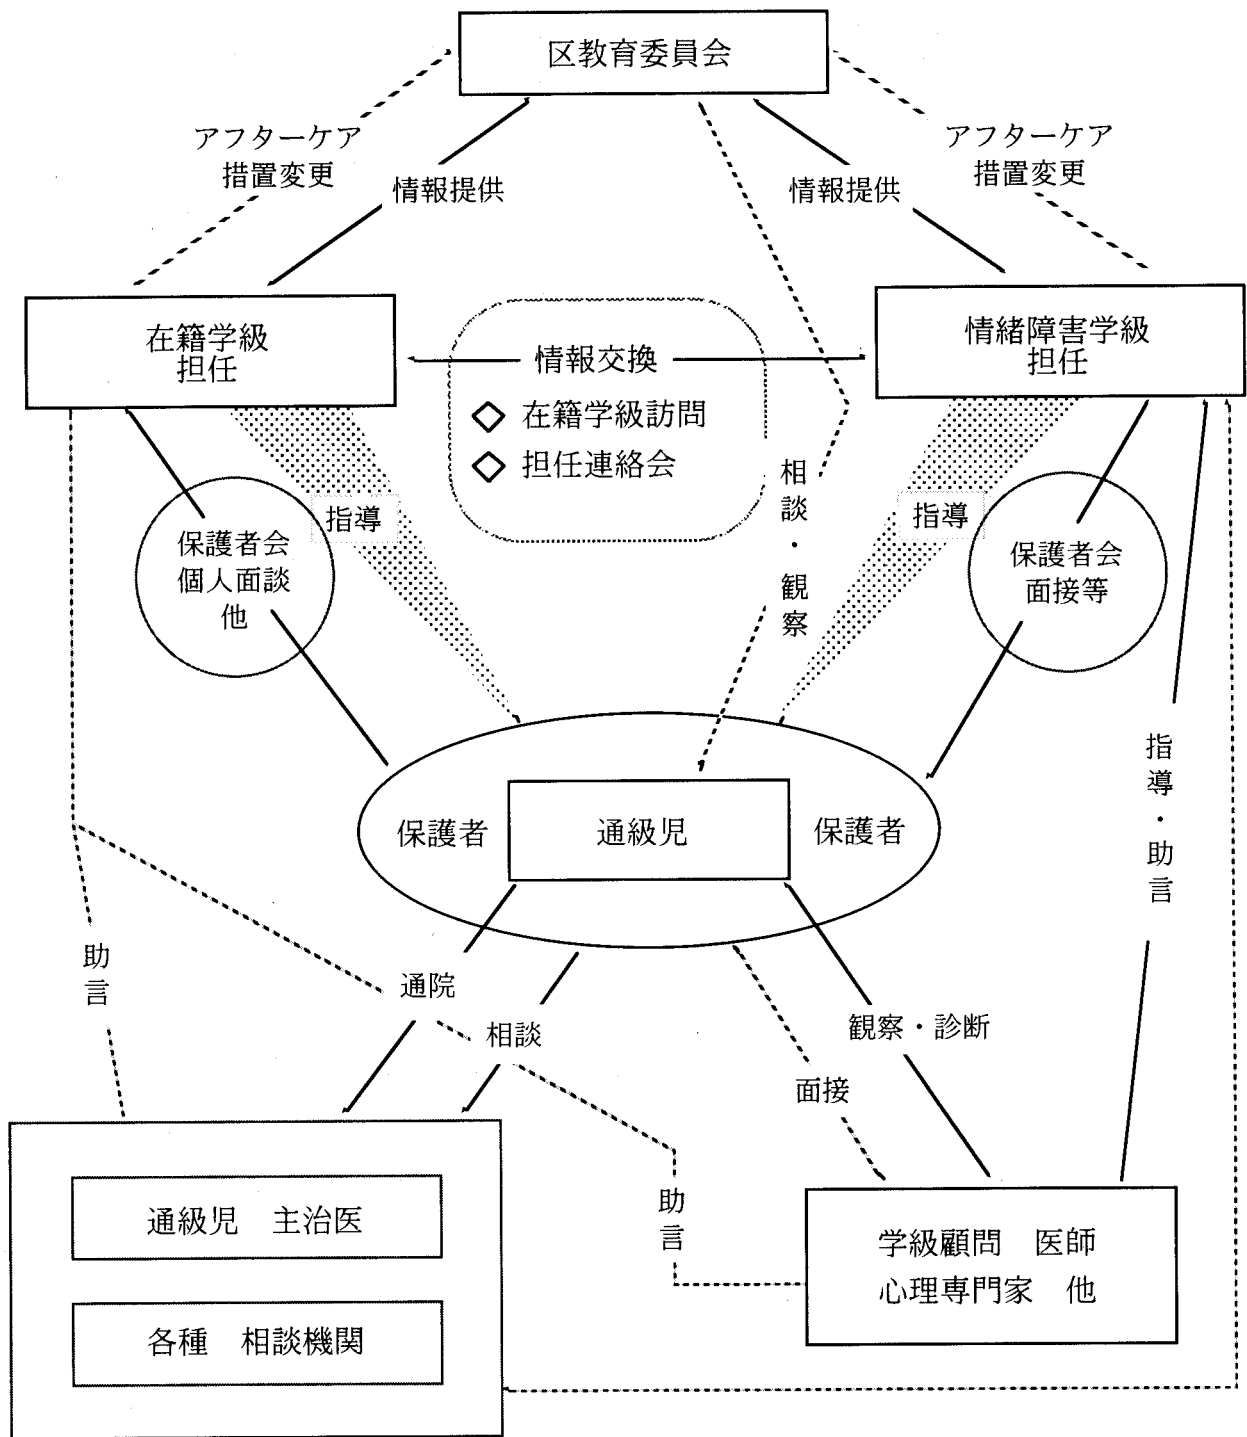 区教育委員会
アフターケア
措置変更
情報提供
情報提供
アフターケア
措置変更
在籍学級
担任
情緒障害学級
担任
情報交換
◇ 在籍学級訪問
◇ 担任連絡会
相談・観察
指導
指導
保護者会
個人面談
他
保護者会
面接等
指導・助言
保護者
通級児
保護者
助言
通院
相談
観察・診断
面接
助言
通級児 主治医
各種 相談機関
学級顧問 医師
心理専門家 他